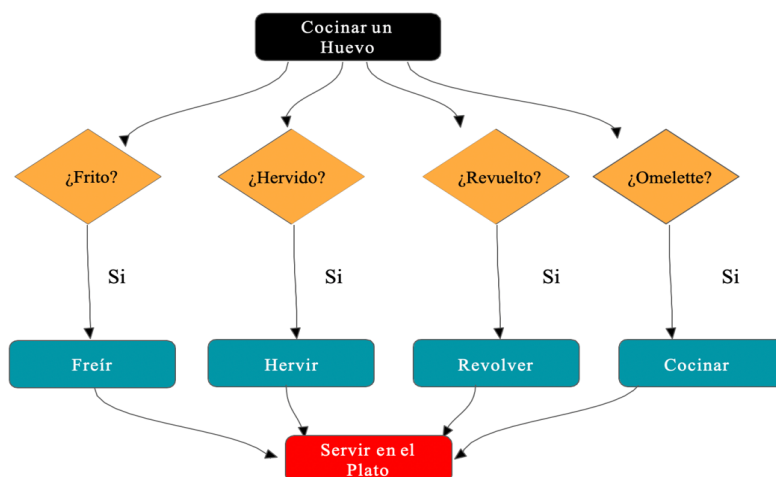 Cocinar un
Huevo
¿Frito?
¿Hervido?
¿Revuelto?
¿Omelette?
Si
Si
Si
Si
Freír
Hervir
Revolver
Cocinar
Servir en el
Plato